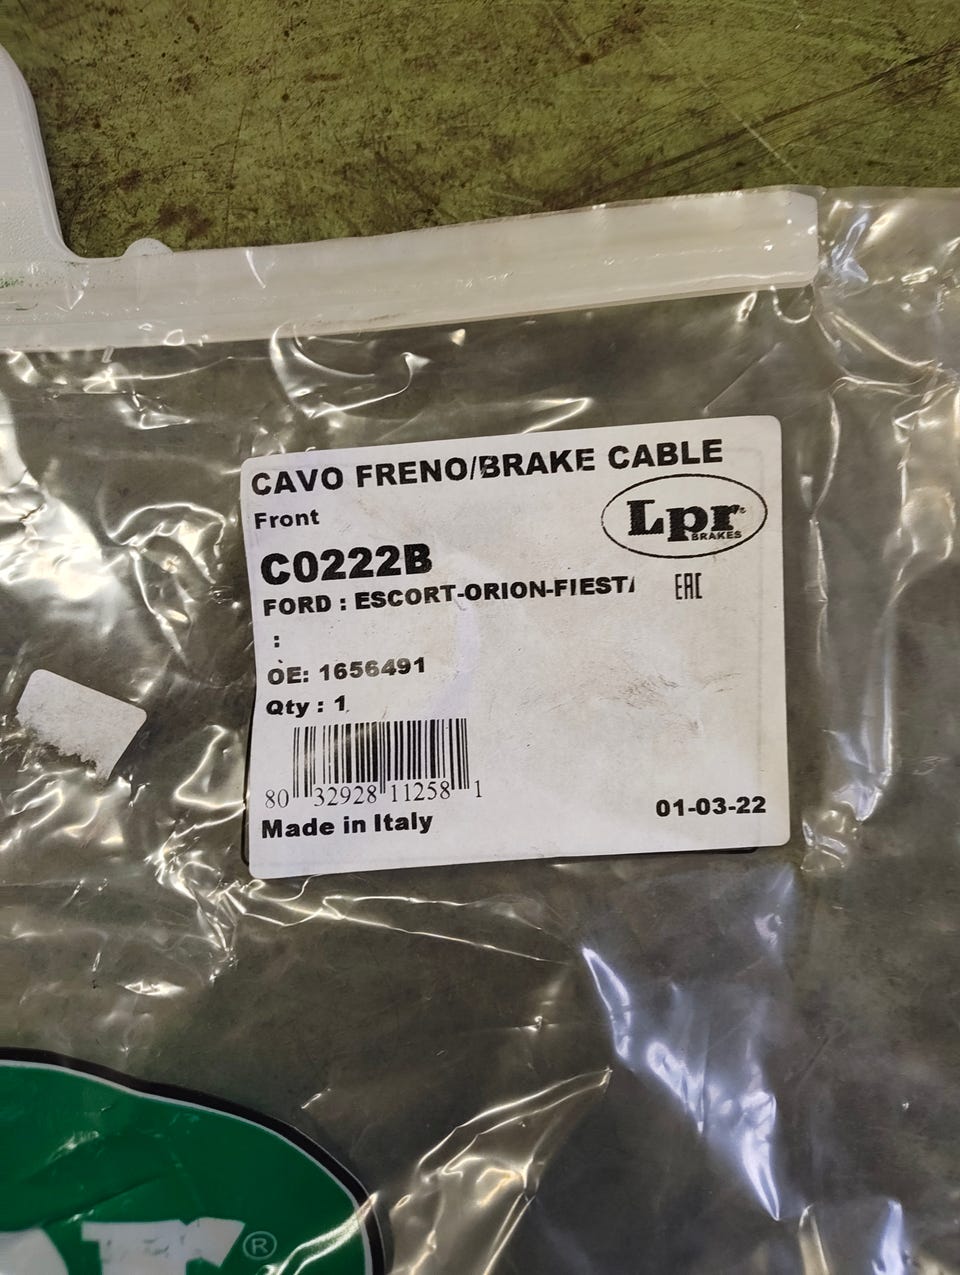 CAVO FRENO/BRAKE CABLE
Front
Lpr
BRAKES
C0222B
FORD : ESCORT-ORION-FIEST
EAC
:
OE: 1656491
Qty : 1
80 32928 11258 1
Made in Italy
01-03-22
®